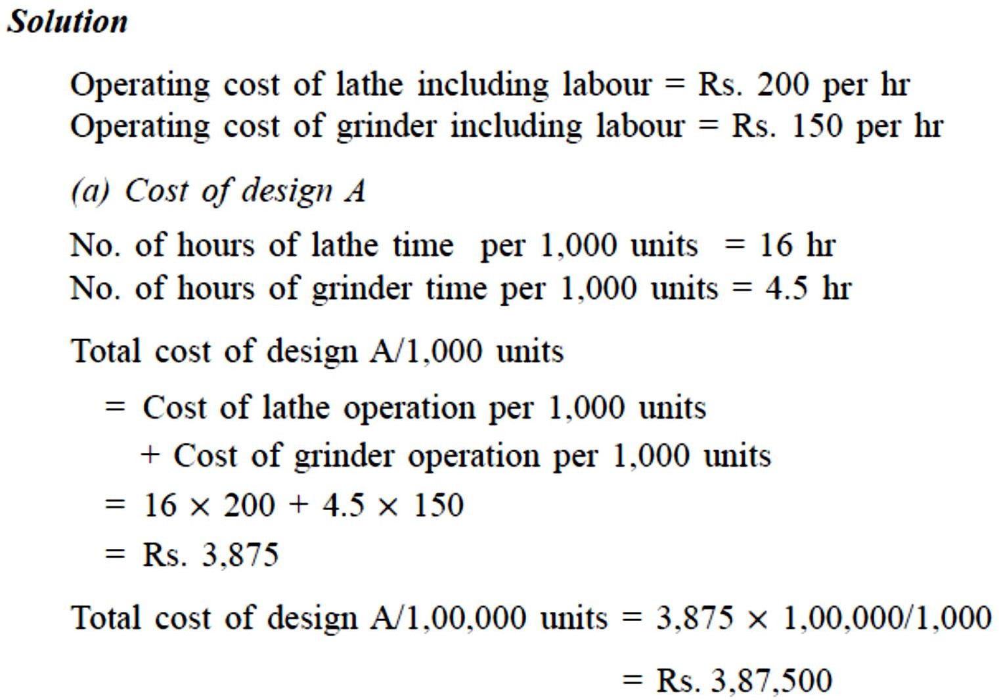 Solution
Operating cost of lathe including labour = Rs. 200 per hr
Operating cost of grinder including labour = Rs. 150 per hr
(a) Cost of design A
No. of hours of lathe time per 1,000 units = 16 hr
No. of hours of grinder time per 1,000 units = 4.5 hr
Total cost of design A/1,000 units
= Cost of lathe operation per 1,000 units
+ Cost of grinder operation per 1,000 units
= 16 × 200 + 4.5 × 150
= Rs. 3,875
Total cost of design A/1,00,000 units = 3,875 × 1,00,000/1,000
= Rs. 3,87,500